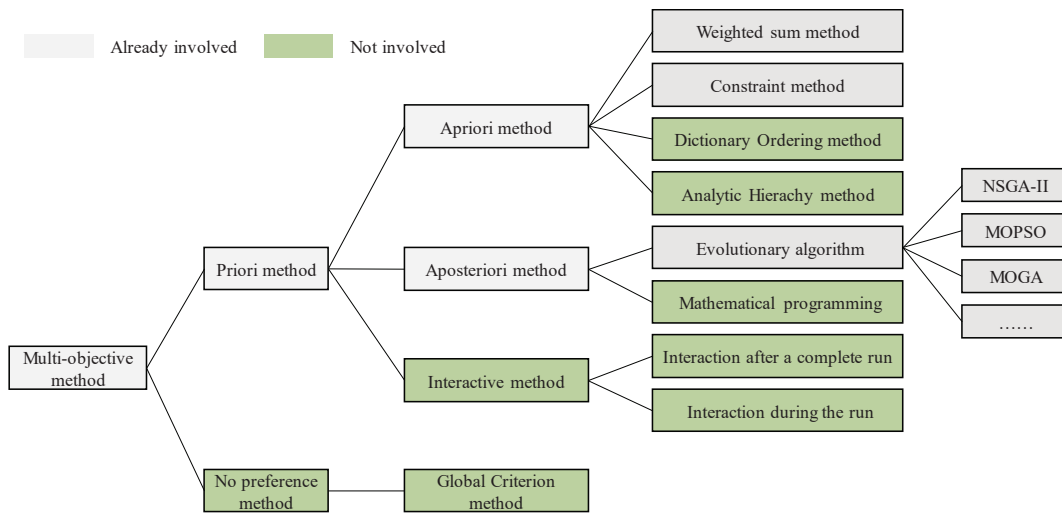 Already involved
Not involved
Weighted sum method
Constraint method
Apriori method
Dictionary Ordering method
Analytic Hierachy method
NSGA-II
MOPSO
Evolutionary algorithm
Priori method
Aposteriori method
MOGA
Mathematical programming
……
Multi-objective
method
Interaction after a complete run
Interactive method
Interaction during the run
No preference
method
Global Criterion
method